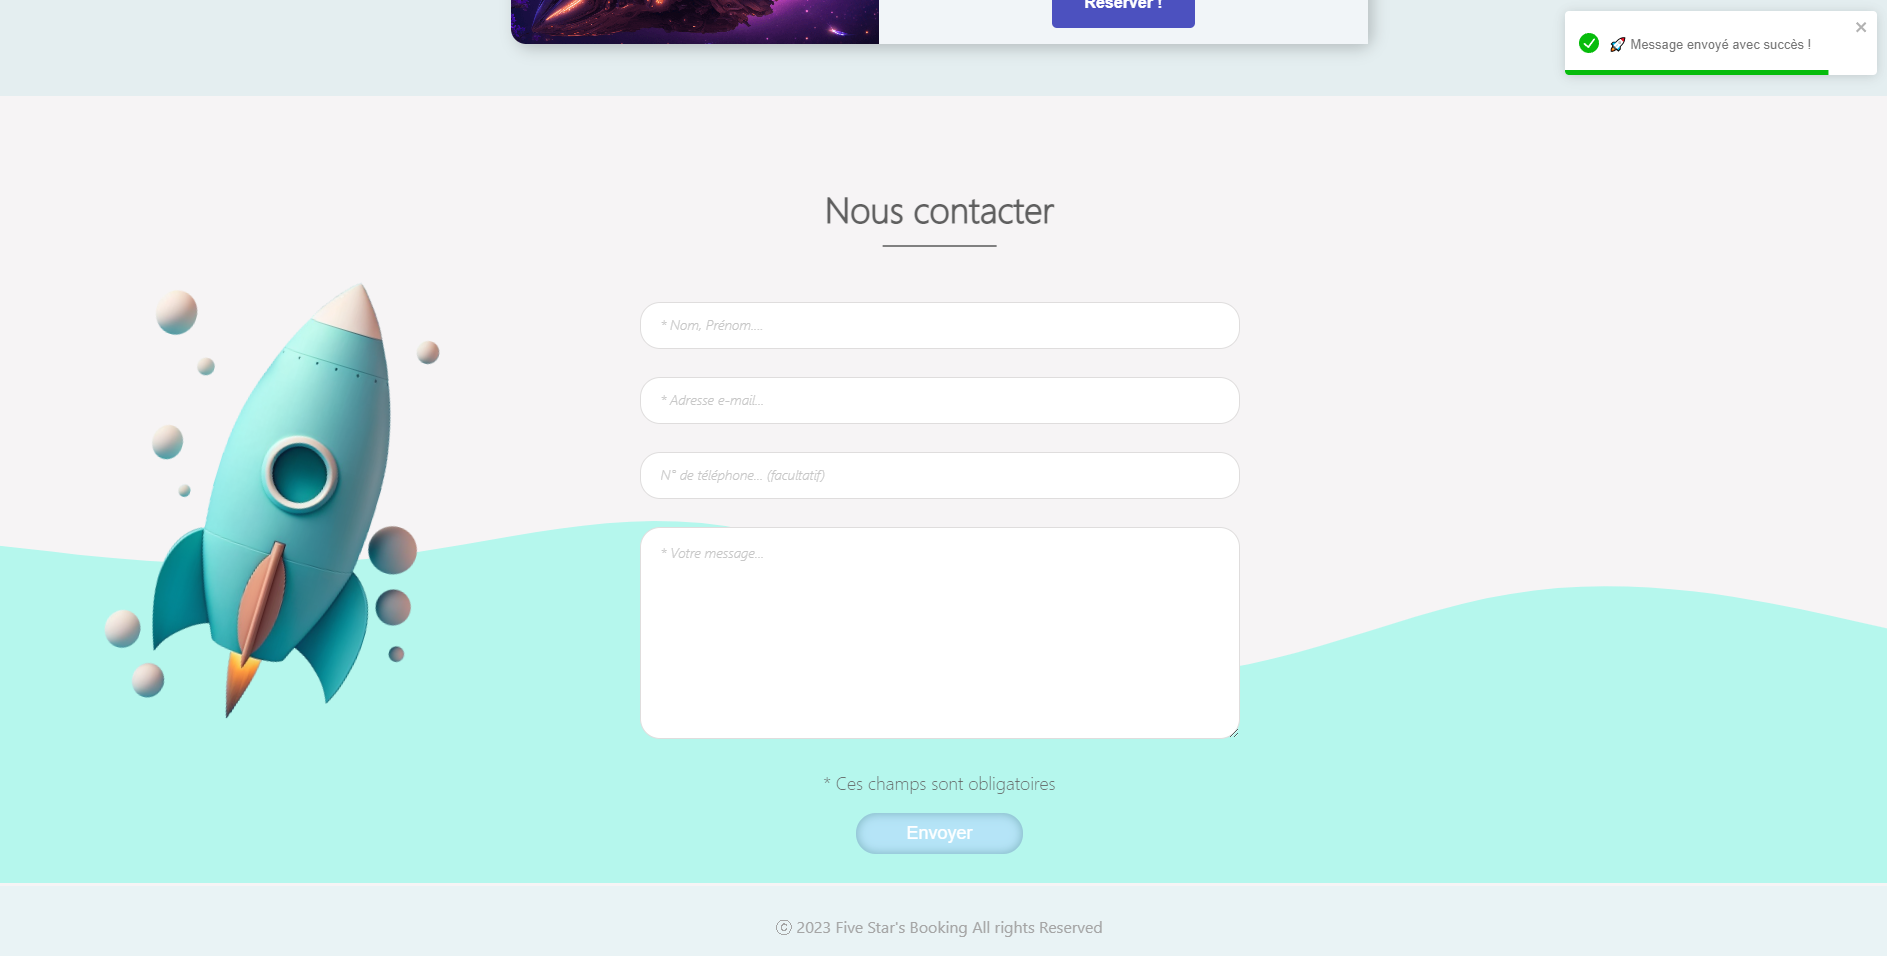 Réserver !
🚀 Message envoyé avec succès !
Nous contacter
* Nom, Prénom....
* Adresse e-mail...
N° de téléphone... (facultatif)
* Votre message...
* Ces champs sont obligatoires
Envoyer
© 2023 Five Star's Booking All rights Reserved